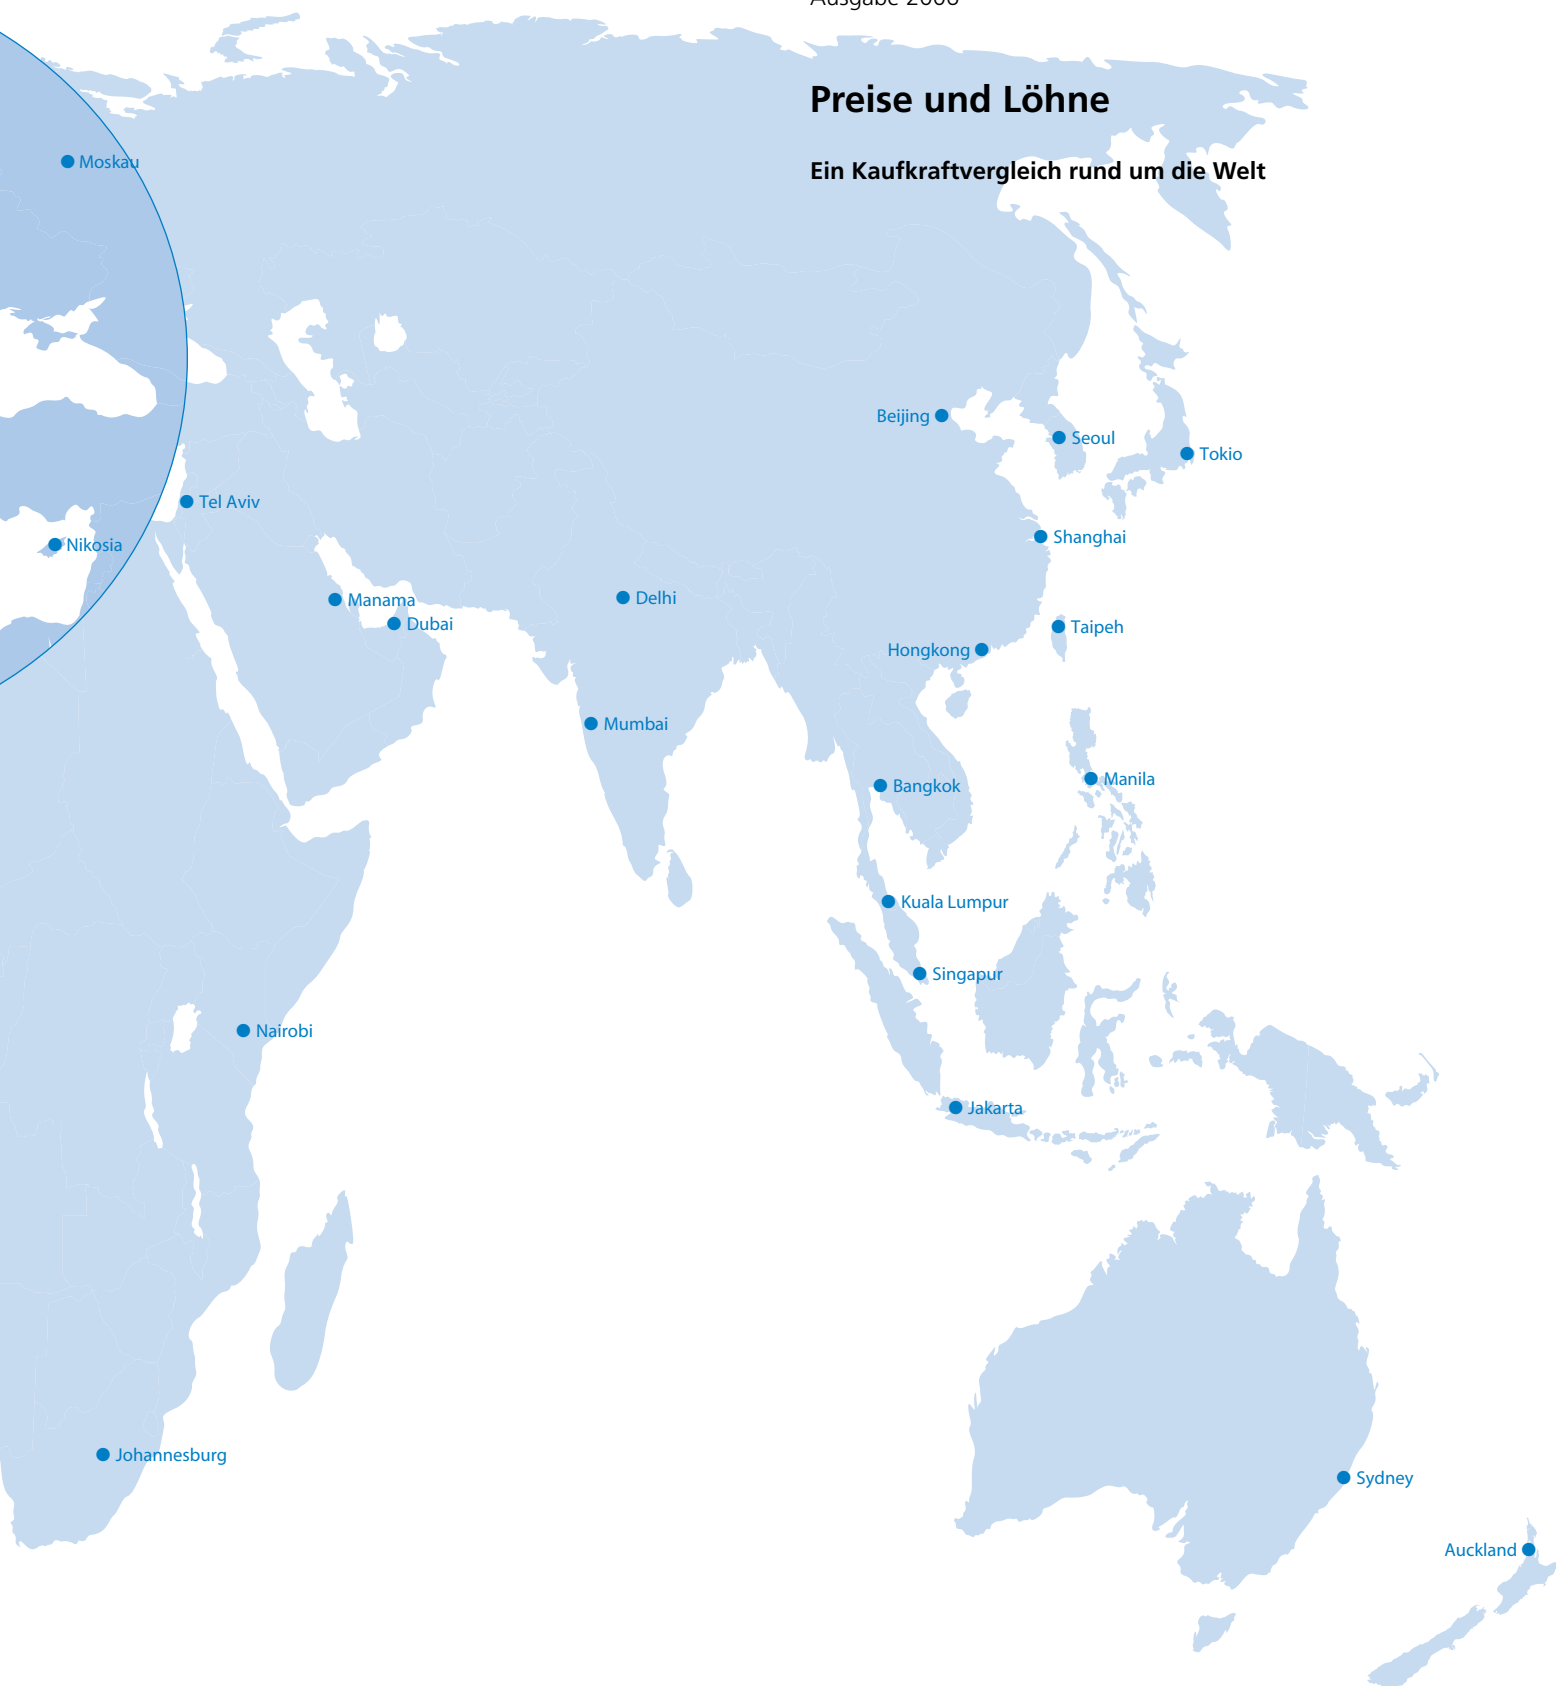 Preise und Löhne
Ein Kaufkraftvergleich rund um die Welt
Moskau
Beijing
Seoul
Tokio
Tel Aviv
Shanghai
Nikosia
Manama
Delhi
Dubai
Taipeh
Hongkong
Mumbai
Manila
Bangkok
Kuala Lumpur
Singapur
Nairobi
Jakarta
Johannesburg
Sydney
Auckland